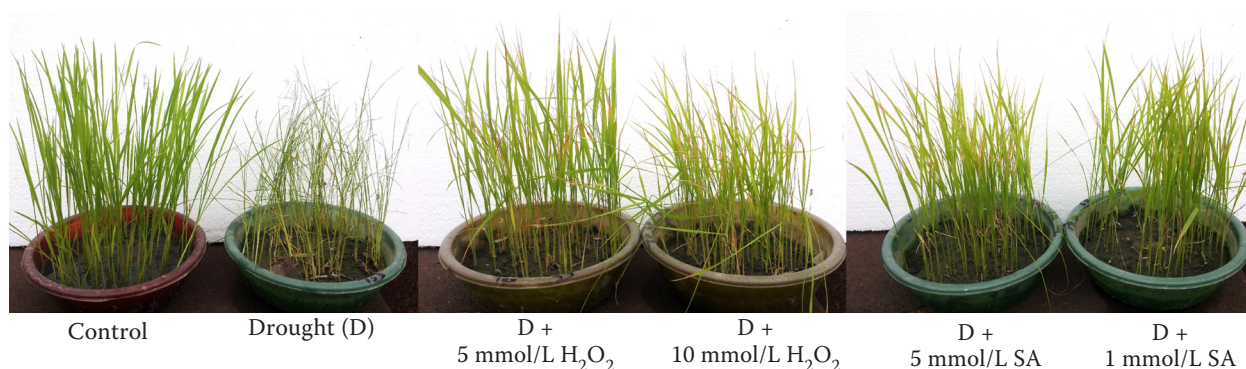 Control
Drought (D)
D +
5 mmol/L H₂O₂
D +
10 mmol/L H₂O₂
D +
5 mmol/L SA
D +
1 mmol/L SA